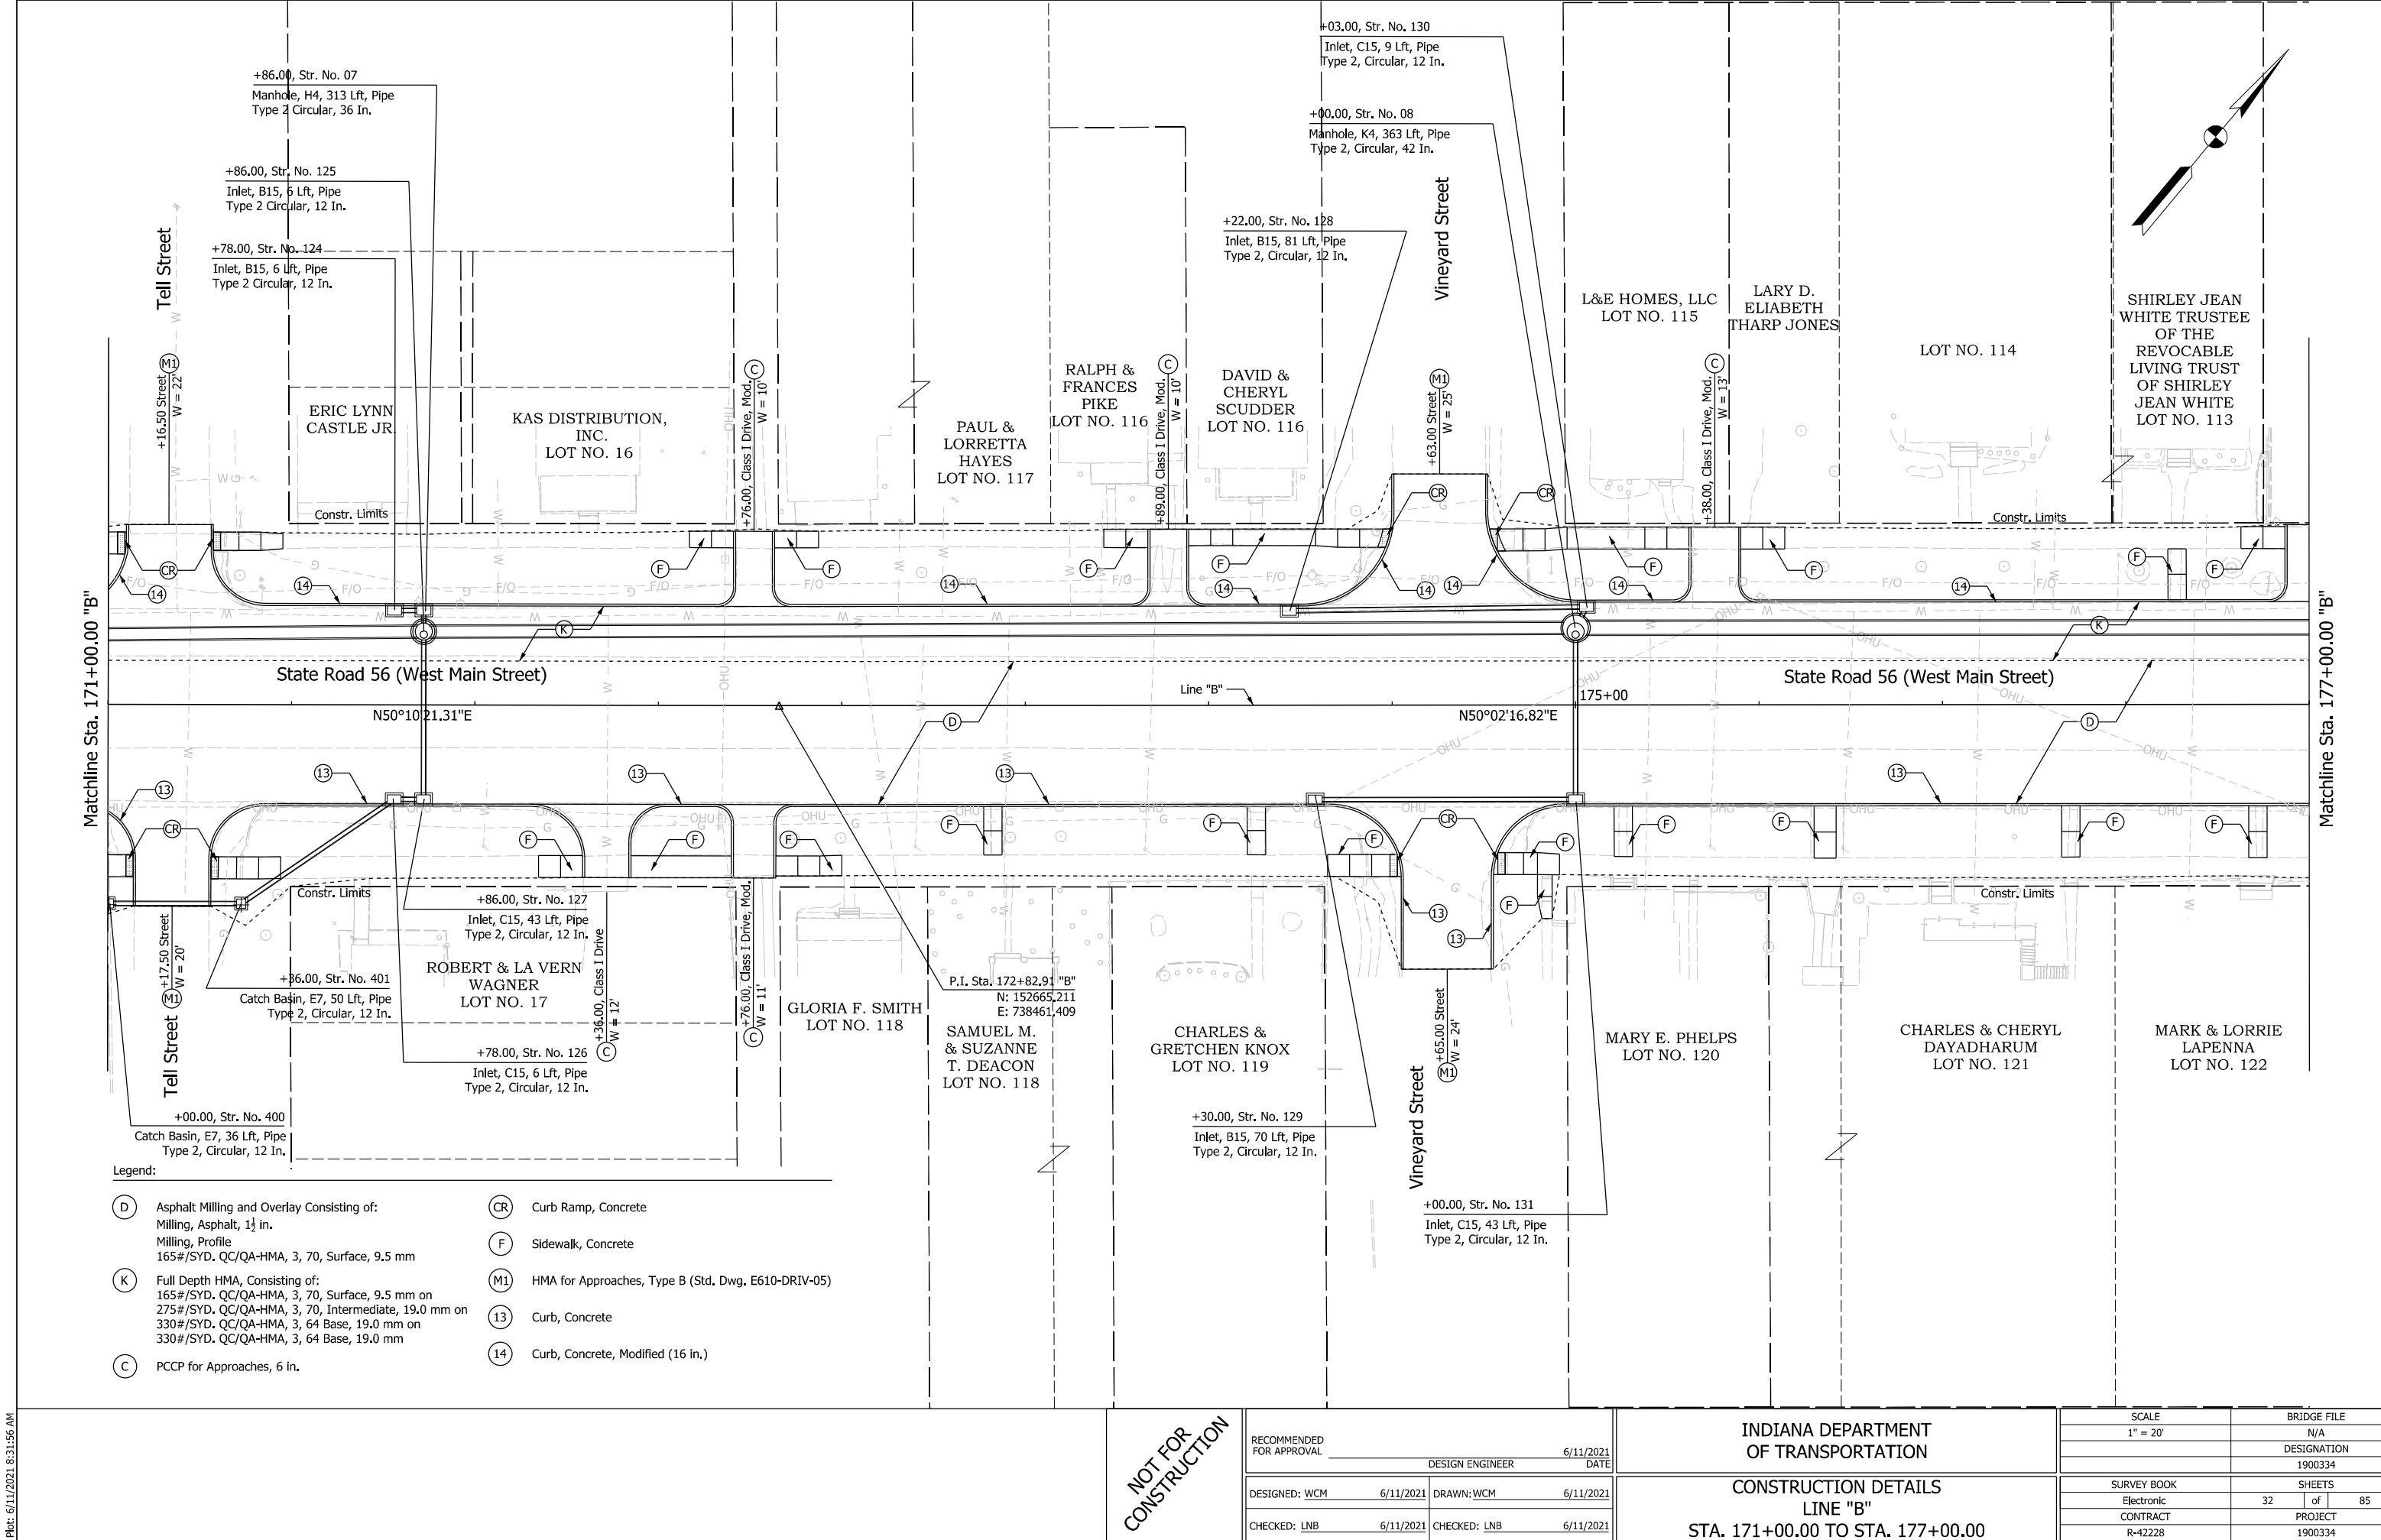 +86.00, Str. No. 07
Manhole, H4, 313 Lft, Pipe
Type 2 Circular, 36 In.
+86.00, Str. No. 125
Inlet, B15, 6 Lft, Pipe
Type 2 Circular, 12 In.
+78.00, Str. No. 124
Inlet, B15, 6 Lft, Pipe
Type 2 Circular, 12 In.
+03.00, Str. No. 130
Inlet, C15, 9 Lft, Pipe
Type 2, Circular, 12 In.
+00.00, Str. No. 08
Manhole, K4, 363 Lft, Pipe
Type 2, Circular, 42 In.
+22.00, Str. No. 128
Inlet, B15, 81 Lft, Pipe
Type 2, Circular, 12 In.
Tell Street
Vineyard Street
M1
+16.50 Street
W = 22'
ERIC LYNN
CASTLE JR.
KAS DISTRIBUTION,
INC.
LOT NO. 16
C
+76.00, Class I Drive, Mod.
W = 10'
PAUL &
LORRETTA
HAYES
LOT NO. 117
RALPH &
FRANCES
PIKE
LOT NO. 116
C
+89.00, Class I Drive, Mod.
W = 10'
DAVID &
CHERYL
SCUDDER
LOT NO. 116
M1
+63.00 Street
W = 25'
L&E HOMES, LLC
LOT NO. 115
C
+38.00, Class I Drive, Mod.
W = 13'
LARY D.
ELIABETH
THARP JONES
LOT NO. 114
SHIRLEY JEAN
WHITE TRUSTEE
OF THE
REVOCABLE
LIVING TRUST
OF SHIRLEY
JEAN WHITE
LOT NO. 113
Constr. Limits
Constr. Limits
CR
14
14
F
F
14
F
F
14
CR
CR
14
14
F
14
F
14
F
F
K
K
Matchline Sta. 171+00.00 "B"
Matchline Sta. 177+00.00 "B"
State Road 56 (West Main Street)
State Road 56 (West Main Street)
Line "B"
175+00
N50°10'21.31"E
N50°02'16.82"E
D
D
13
13
13
13
13
CR
F
F
F
F
F
F
CR
F
F
F
F
F
F
F
13
13
Constr. Limits
Constr. Limits
+17.50 Street
W = 20'
M1
Tell Street
+86.00, Str. No. 127
Inlet, C15, 43 Lft, Pipe
Type 2, Circular, 12 In.
+36.00, Str. No. 401
Catch Basin, E7, 50 Lft, Pipe
Type 2, Circular, 12 In.
ROBERT & LA VERN
WAGNER
LOT NO. 17
+36.00, Class I Drive
W = 12'
C
+76.00, Class I Drive, Mod.
W = 11'
C
GLORIA F. SMITH
LOT NO. 118
P.I. Sta. 172+82.91 "B"
N: 152665.211
E: 738461.409
SAMUEL M.
& SUZANNE
T. DEACON
LOT NO. 118
CHARLES &
GRETCHEN KNOX
LOT NO. 119
+65.00 Street
W = 24'
M1
Vineyard Street
MARY E. PHELPS
LOT NO. 120
CHARLES & CHERYL
DAYADHARUM
LOT NO. 121
MARK & LORRIE
LAPENNA
LOT NO. 122
+78.00, Str. No. 126
Inlet, C15, 6 Lft, Pipe
Type 2, Circular, 12 In.
+00.00, Str. No. 400
Catch Basin, E7, 36 Lft, Pipe
Type 2, Circular, 12 In.
+30.00, Str. No. 129
Inlet, B15, 70 Lft, Pipe
Type 2, Circular, 12 In.
+00.00, Str. No. 131
Inlet, C15, 43 Lft, Pipe
Type 2, Circular, 12 In.
Legend:
D Asphalt Milling and Overlay Consisting of:
Milling, Asphalt, 1½ in.
Milling, Profile
165#/SYD. QC/QA-HMA, 3, 70, Surface, 9.5 mm
K Full Depth HMA, Consisting of:
165#/SYD. QC/QA-HMA, 3, 70, Surface, 9.5 mm on
275#/SYD. QC/QA-HMA, 3, 70, Intermediate, 19.0 mm on
330#/SYD. QC/QA-HMA, 3, 64 Base, 19.0 mm on
330#/SYD. QC/QA-HMA, 3, 64 Base, 19.0 mm
C PCCP for Approaches, 6 in.
CR Curb Ramp, Concrete
F Sidewalk, Concrete
M1 HMA for Approaches, Type B (Std. Dwg. E610-DRIV-05)
13 Curb, Concrete
14 Curb, Concrete, Modified (16 in.)
Plot: 6/11/2021 8:31:56 AM
NOT FOR
CONSTRUCTION
RECOMMENDED
FOR APPROVAL
6/11/2021
DESIGN ENGINEER DATE
DESIGNED: WCM 6/11/2021 DRAWN: WCM 6/11/2021
CHECKED: LNB 6/11/2021 CHECKED: LNB 6/11/2021
INDIANA DEPARTMENT
OF TRANSPORTATION
CONSTRUCTION DETAILS
LINE "B"
STA. 171+00.00 TO STA. 177+00.00
SCALE BRIDGE FILE
1" = 20' N/A
DESIGNATION
1900334
SURVEY BOOK SHEETS
Electronic 32 of 85
CONTRACT PROJECT
R-42228 1900334